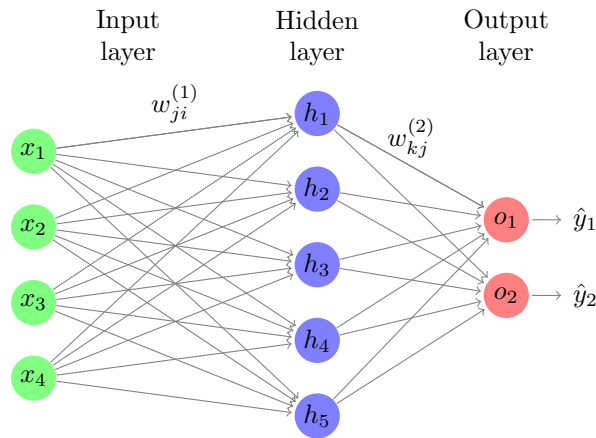 Input layer
Hidden layer
Output layer
w_{ji}^{(1)}
w_{kj}^{(2)}
x_1
x_2
x_3
x_4
h_1
h_2
h_3
h_4
h_5
o_1
o_2
ŷ_1
ŷ_2